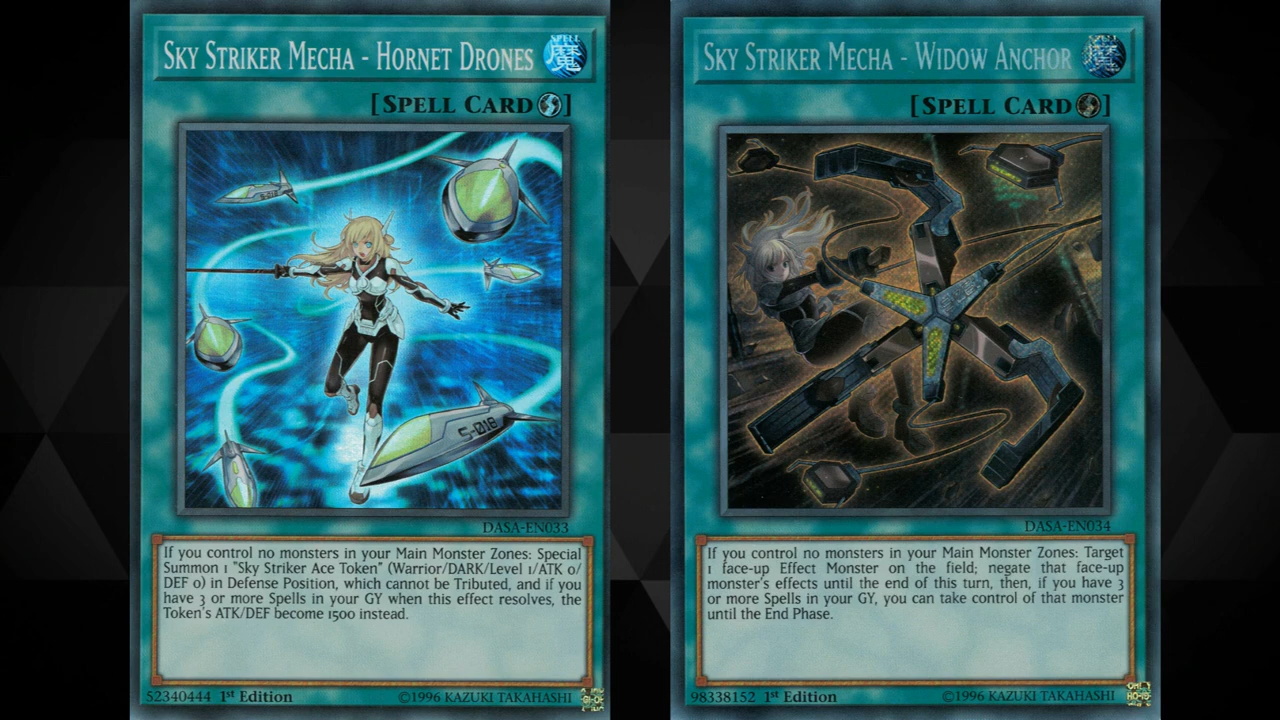 SKY STRIKER MECHA - HORNET DRONES
SPELL
魔
[SPELL CARD]
S-018
DASA-EN033
If you control no monsters in your Main Monster Zones: Special
Summon 1 "Sky Striker Ace Token" (Warrior/DARK/Level 1/ATK 0/
DEF 0) in Defense Position, which cannot be Tributed, and if you
have 3 or more Spells in your GY when this effect resolves, the
Token's ATK/DEF become 1500 instead.
52340444 1st Edition
©1996 KAZUKI TAKAHASHI
SKY STRIKER MECHA - WIDOW ANCHOR
魔
[SPELL CARD]
DASA-EN034
If you control no monsters in your Main Monster Zones: Target
1 face-up Effect Monster on the field; negate that face-up
monster's effects until the end of this turn, then, if you have 3
or more Spells in your GY, you can take control of that monster
until the End Phase.
98338152 1st Edition
©1996 KAZUKI TAKAHASHI